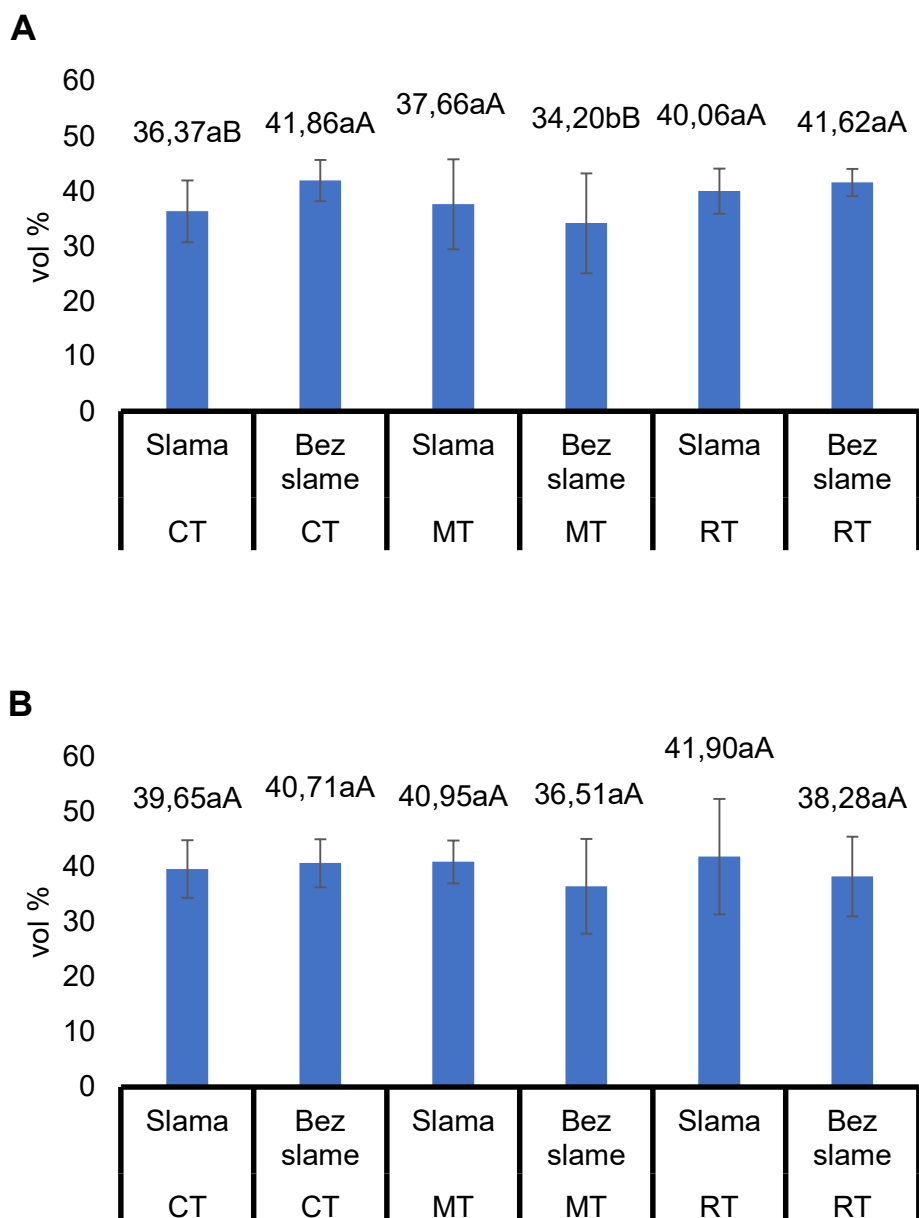 A
60
50
40
30
20
10
0
vol %
36,37aB 41,86aA 37,66aA 34,20bB 40,06aA 41,62aA
Slama Bez slame Slama Bez slame Slama Bez slame
CT CT MT MT RT RT
B
60
50
40
30
20
10
0
vol %
39,65aA 40,71aA 40,95aA 36,51aA 41,90aA 38,28aA
Slama Bez slame Slama Bez slame Slama Bez slame
CT CT MT MT RT RT